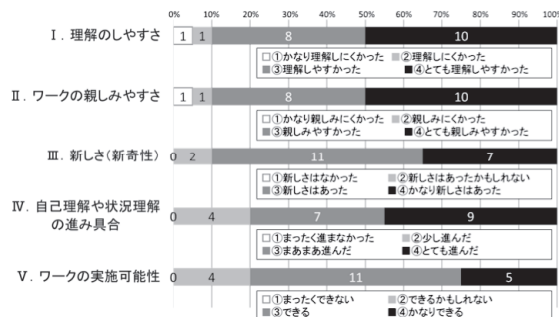 0% 10% 20% 30% 40% 50% 60% 70% 80% 90% 100%
Ⅰ．理解のしやすさ 1 1 8 10
①かなり理解しにくかった ②理解しにくかった
③理解しやすかった ④とても理解しやすかった
Ⅱ．ワークの親しみやすさ 1 1 8 10
①かなり親しみにくかった ②親しみにくかった
③親しみやすかった ④とても親しみやすかった
Ⅲ．新しさ（新奇性） 0 2 11 7
①新しさはなかった ②新しさはあったかもしれない
③新しさはあった ④かなり新しさはあった
Ⅳ．自己理解や状況理解
の進み具合 0 4 7 9
①まったく進まなかった ②少し進んだ
③まあまあ進んだ ④とても進んだ
Ⅴ．ワークの実施可能性 0 4 11 5
①まったくできない ②できるかもしれない
③できる ④かなりできる